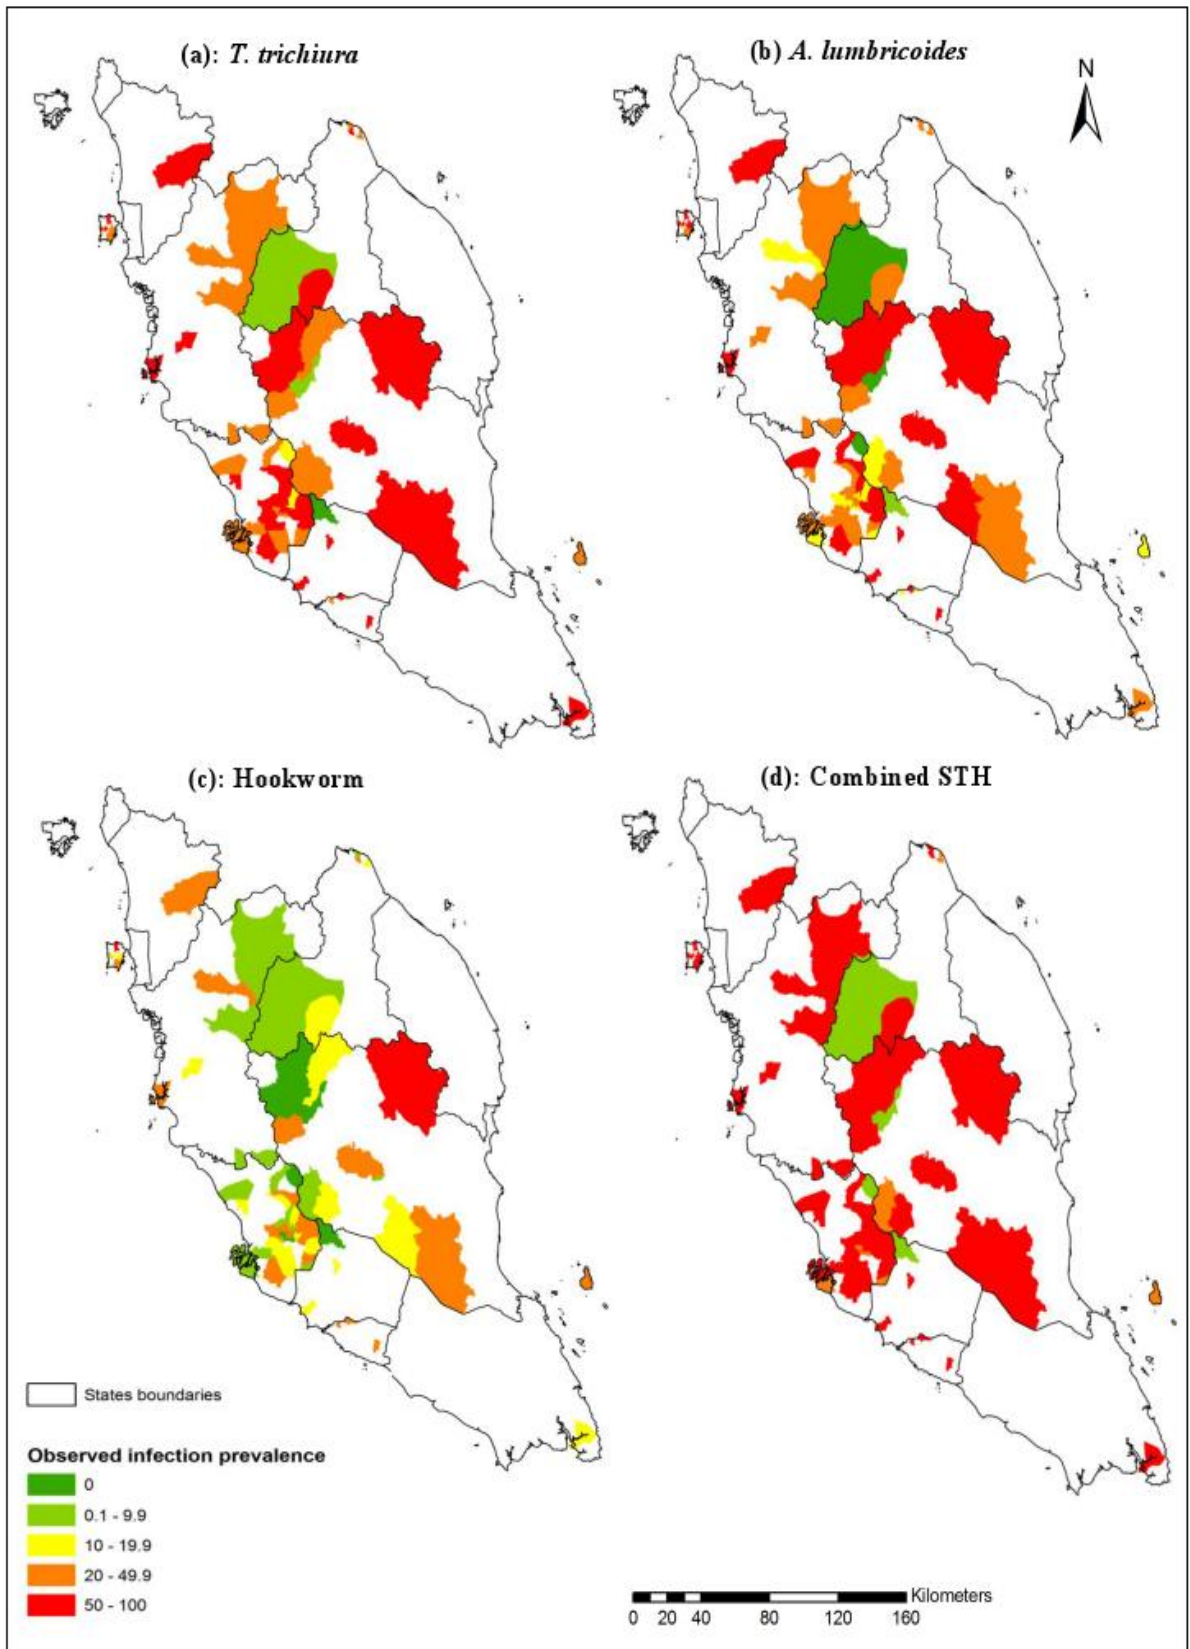 (a): T. trichiura
(b) A. lumbricoides
N
(c): Hookworm
(d): Combined STH
States boundaries
Observed infection prevalence
0
0.1 - 9.9
10 - 19.9
20 - 49.9
50 - 100
Kilometers
0 20 40 80 120 160